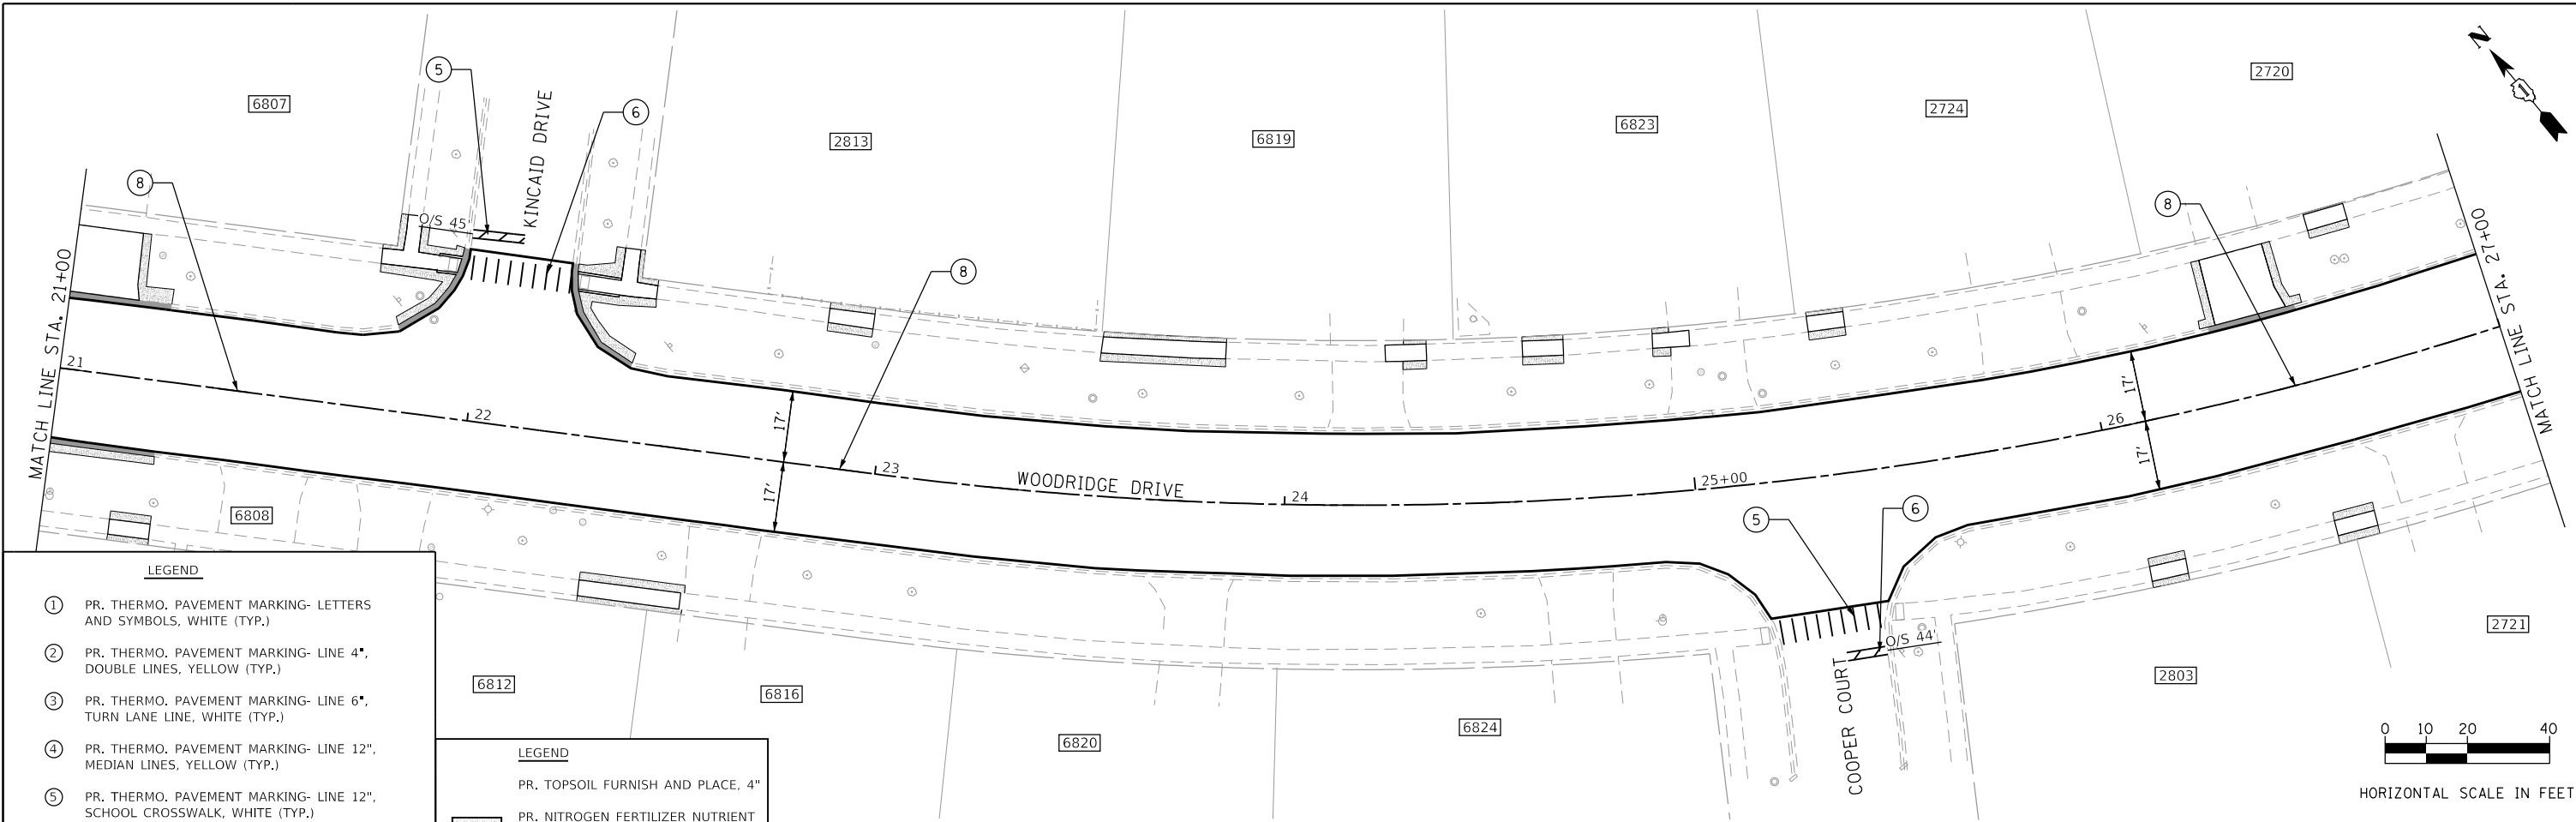 N
2720
5
6807
2724
6
KINCAID DRIVE
6823
6819
2813
8
8
O/S 45'
MATCH LINE STA. 21+00
MATCH LINE STA. 27+00
8
21
22
17'
17'
23
WOODRIDGE DRIVE
24
25+00
26
17'
17'
5
6
6808
O/S 44'
COOPER COURT
2721
2803
6812
6816
6820
6824
0 10 20 40
HORIZONTAL SCALE IN FEET
LEGEND
1 PR. THERMO. PAVEMENT MARKING- LETTERS
AND SYMBOLS, WHITE (TYP.)
2 PR. THERMO. PAVEMENT MARKING- LINE 4",
DOUBLE LINES, YELLOW (TYP.)
3 PR. THERMO. PAVEMENT MARKING- LINE 6",
TURN LANE LINE, WHITE (TYP.)
4 PR. THERMO. PAVEMENT MARKING- LINE 12",
MEDIAN LINES, YELLOW (TYP.)
5 PR. THERMO. PAVEMENT MARKING- LINE 12",
SCHOOL CROSSWALK, WHITE (TYP.)
LEGEND
PR. TOPSOIL FURNISH AND PLACE, 4"
PR. NITROGEN FERTILIZER NUTRIENT